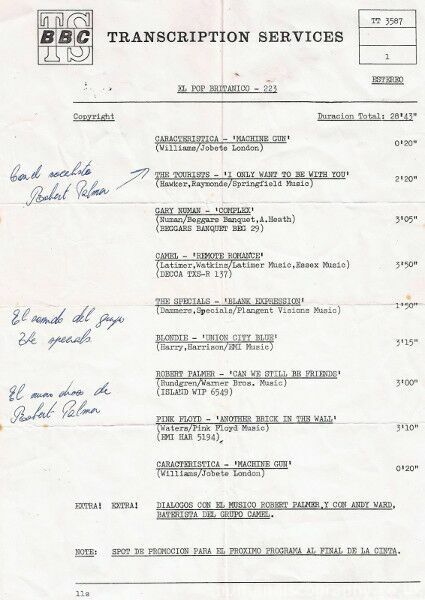 TS
BBC
TRANSCRIPTION SERVICES
TT 3587
1
ESTEREO
EL POP BRITANICO - 223
Copyright
Duracion Total: 28'43"
CARACTERISTICA - 'MACHINE GUN'
(Williams/Jobete London)
0'20"
Con el vocalista
Robert Palmer
THE TOURISTS - 'I ONLY WANT TO BE WITH YOU'
(Hawker,Raymonde/Springfield Music)
2'20"
GARY NUMAN - 'COMPLEX'
(Numan/Beggars Banquet,A.Heath)
(BEGGARS BANQUET BEG 29)
3'05"
CAMEL - 'REMOTE ROMANCE'
(Latimer,Watkins/Latimer Music,Essex Music)
(DECCA TXS-R 137)
3'50"
THE SPECIALS - 'BLANK EXPRESSION'
(Dammers,Specials/Plangent Visions Music)
1'50"
El sonido del grupo
the specials
BLONDIE - 'UNION CITY BLUE'
(Harry,Harrison/EMI Music)
3'15"
ROBERT PALMER - 'CAN WE STILL BE FRIENDS'
(Rundgren/Warner Bros. Music)
(ISLAND WIP 6549)
3'00"
El nuevo disco de
Robert Palmer
PINK FLOYD - 'ANOTHER BRICK IN THE WALL'
(Waters/Pink Floyd Music)
(EMI HAR 5194)
3'10"
CARACTERISTICA - 'MACHINE GUN'
(Williams/Jobete London)
0'20"
EXTRA! EXTRA! DIALOGOS CON EL MUSICO ROBERT PALMER,Y CON ANDY WARD,
BATERISTA DEL GRUPO CAMEL.
NOTE: SPOT DE PROMOCION PARA EL PROXIMO PROGRAMA AL FINAL DE LA CINTA.
11s